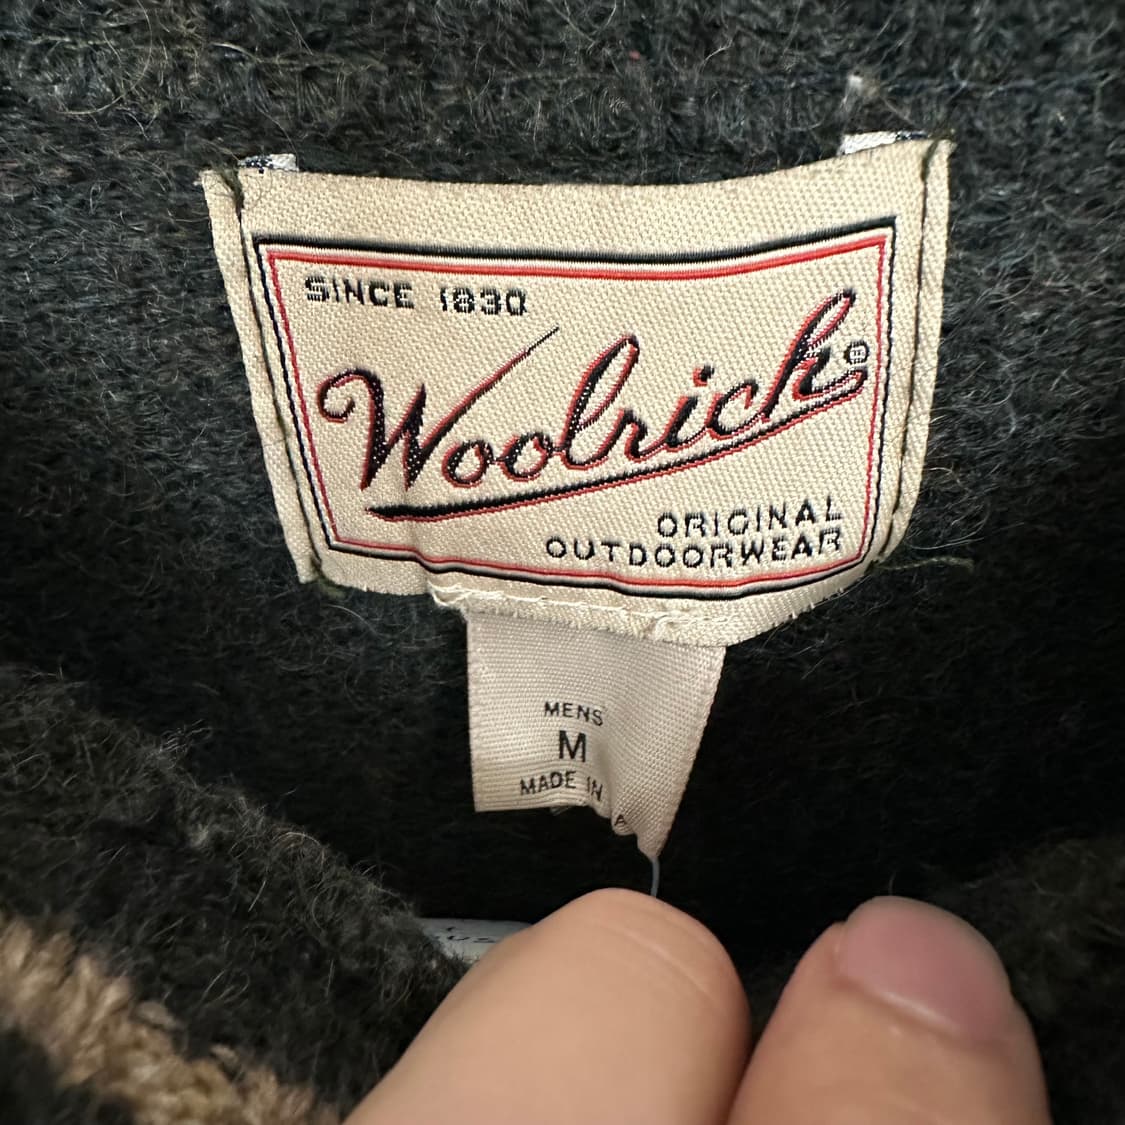 SINCE 1830
Woolrich®
ORIGINAL
OUTDOORWEAR
MENS
M
MADE IN